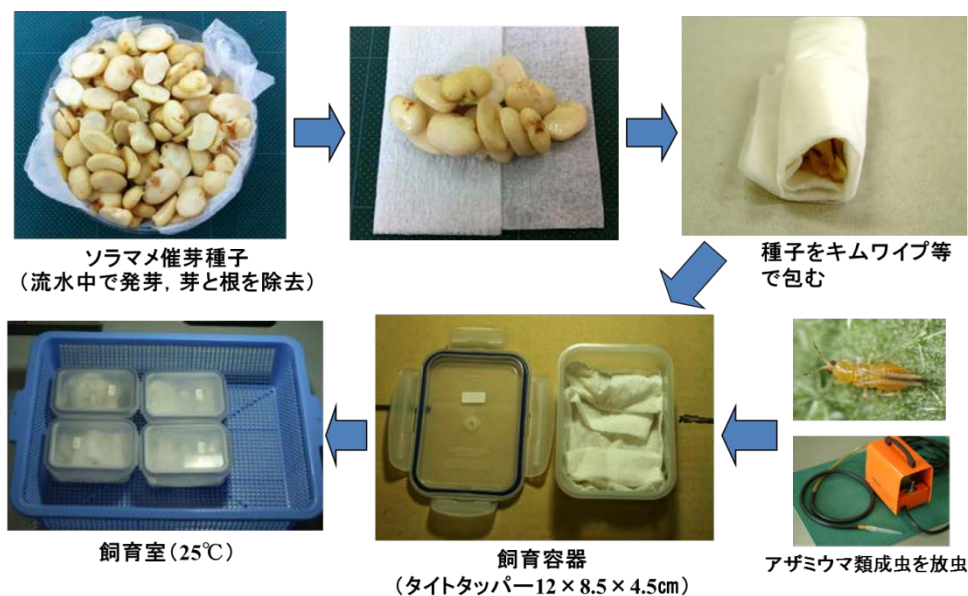 ソラマメ催芽種子
（流水中で発芽，芽と根を除去）
種子をキムワイプ等
で包む
アザミウマ類成虫を放虫
飼育容器
（タイトタッパー12×8.5×4.5㎝）
飼育室（25℃）